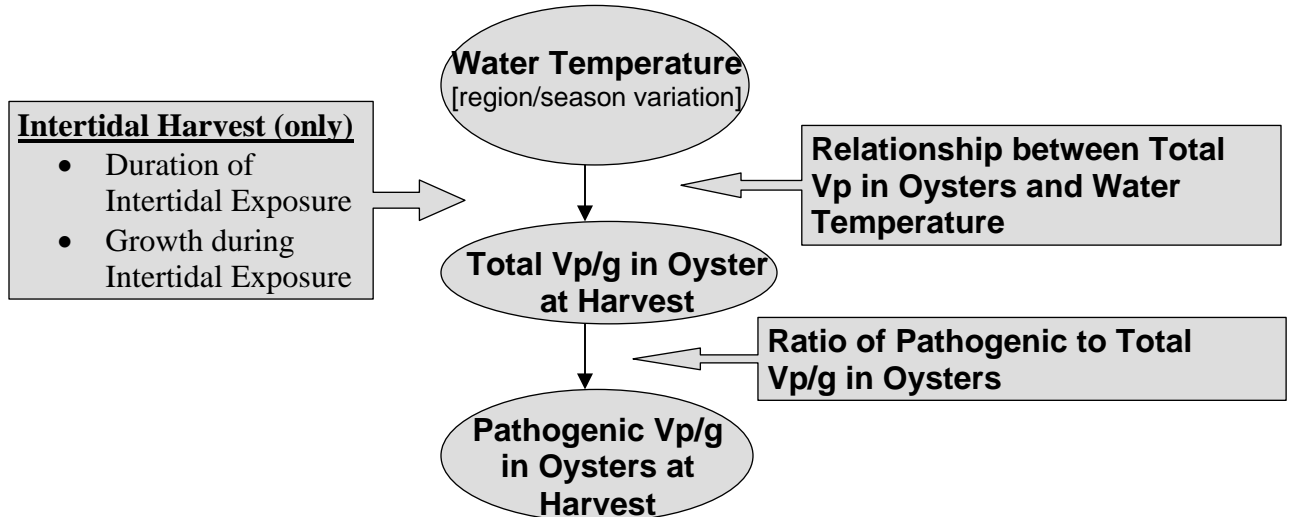 Water Temperature
[region/season variation]
Intertidal Harvest (only)
• Duration of
Intertidal Exposure
• Growth during
Intertidal Exposure
Relationship between Total
Vp in Oysters and Water
Temperature
Total Vp/g in Oyster
at Harvest
Ratio of Pathogenic to Total
Vp/g in Oysters
Pathogenic Vp/g
in Oysters at
Harvest